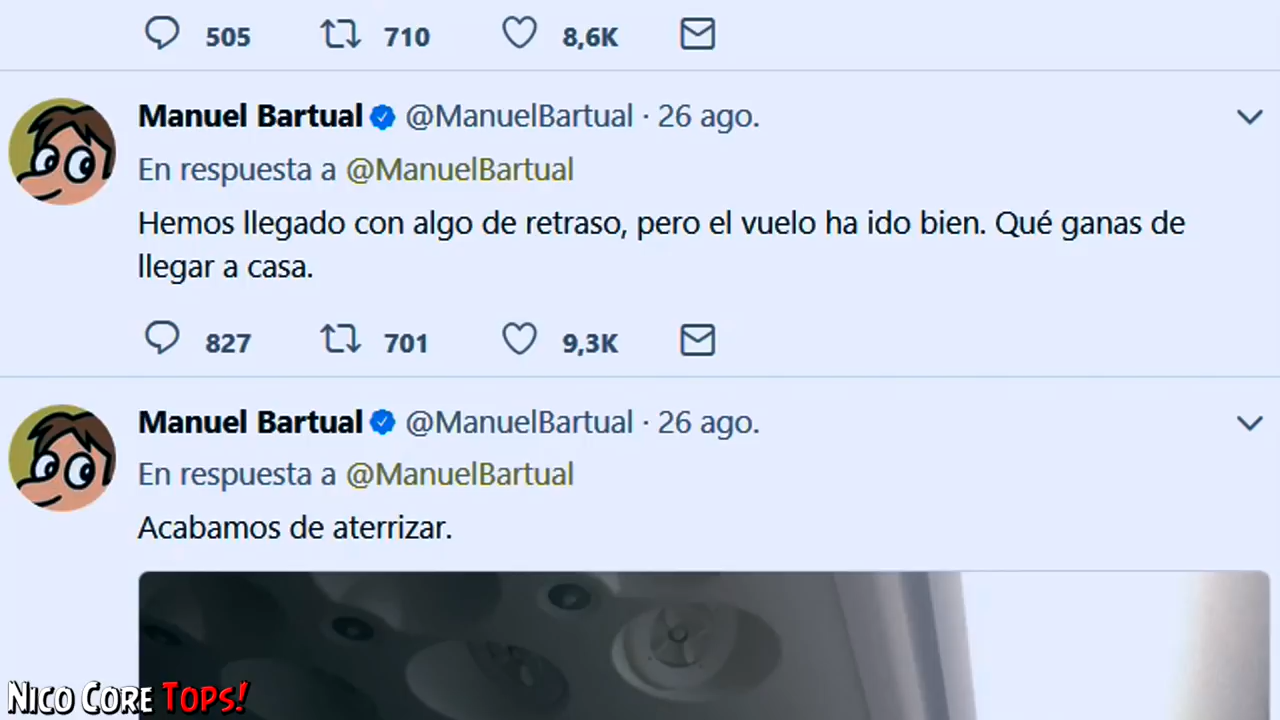 505 710 8,6K
Manuel Bartual @ManuelBartual · 26 ago.
En respuesta a @ManuelBartual
Hemos llegado con algo de retraso, pero el vuelo ha ido bien. Qué ganas de
llegar a casa.
827 701 9,3K
Manuel Bartual @ManuelBartual · 26 ago.
En respuesta a @ManuelBartual
Acabamos de aterrizar.
NICO CORE TOPS!